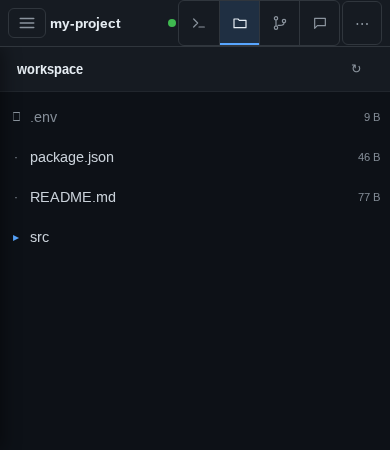 my-project
workspace
.env 9 B
package.json 46 B
README.md 77 B
src